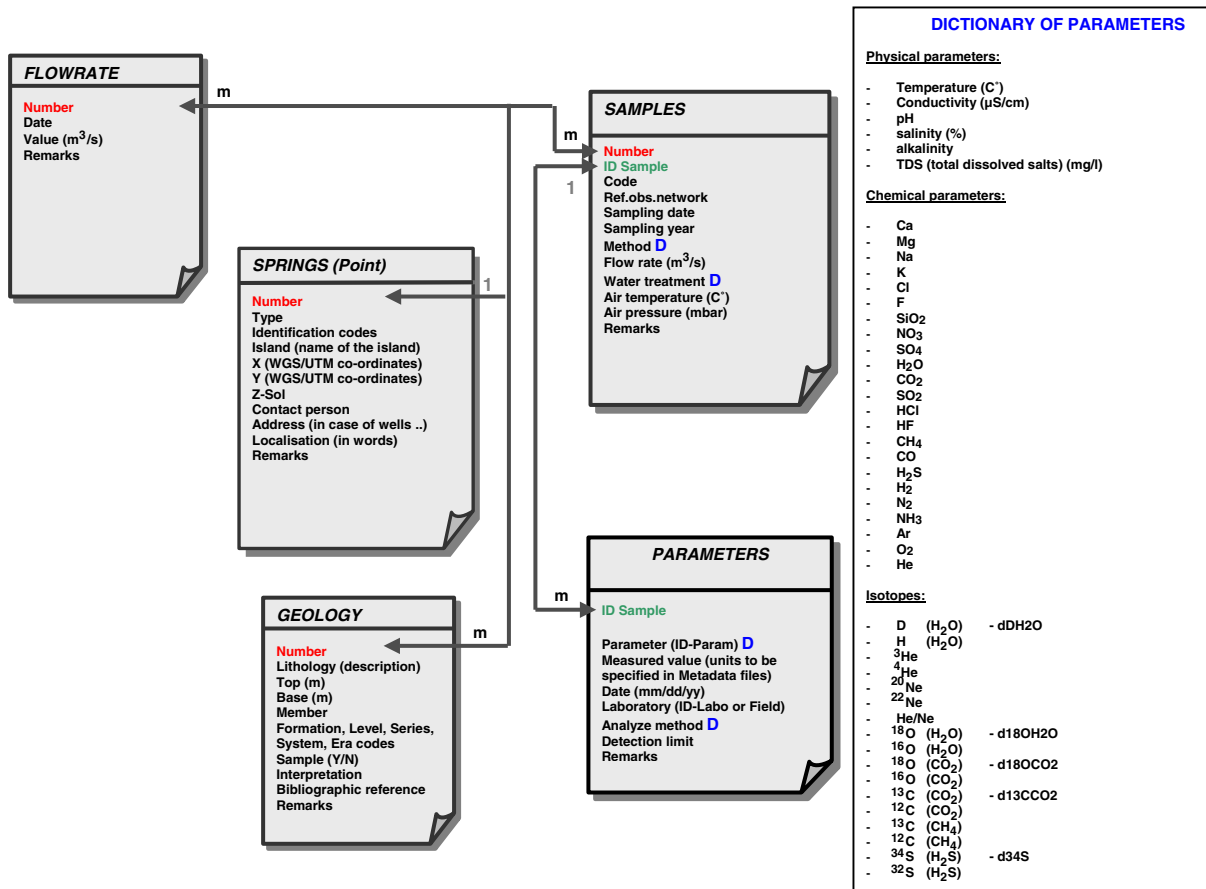 FLOWRATE
Number
Date
Value (m³/s)
Remarks
m
SAMPLES
m
Number
ID Sample
1
Code
Ref.obs.network
Sampling date
Sampling year
Method D
Flow rate (m³/s)
Water treatment D
Air temperature (C°)
Air pressure (mbar)
Remarks
SPRINGS (Point)
1
Number
Type
Identification codes
Island (name of the island)
X (WGS/UTM co-ordinates)
Y (WGS/UTM co-ordinates)
Z-Sol
Contact person
Address (in case of wells ..)
Localisation (in words)
Remarks
GEOLOGY
m
Number
Lithology (description)
Top (m)
Base (m)
Member
Formation, Level, Series,
System, Era codes
Sample (Y/N)
Interpretation
Bibliographic reference
Remarks
PARAMETERS
m
ID Sample
Parameter (ID-Param) D
Measured value (units to be
specified in Metadata files)
Date (mm/dd/yy)
Laboratory (ID-Labo or Field)
Analyze method D
Detection limit
Remarks
DICTIONARY OF PARAMETERS
Physical parameters:
- Temperature (C°)
- Conductivity (µS/cm)
- pH
- salinity (%)
- alkalinity
- TDS (total dissolved salts) (mg/l)
Chemical parameters:
- Ca
- Mg
- Na
- K
- Cl
- F
- SiO₂
- NO₃
- SO₄
- H₂O
- CO₂
- SO₂
- HCl
- HF
- CH₄
- CO
- H₂S
- H₂
- N₂
- NH₃
- Ar
- O₂
- He
Isotopes:
- D (H₂O) - dDH2O
- H (H₂O)
- ³He
- ⁴He
- ²⁰Ne
- ²²Ne
- He/Ne
- ¹⁸O (H₂O) - d18OH2O
- ¹⁶O (H₂O)
- ¹⁸O (CO₂) - d18OCO2
- ¹⁶O (CO₂)
- ¹³C (CO₂) - d13CCO2
- ¹²C (CO₂)
- ¹³C (CH₄)
- ¹²C (CH₄)
- ³⁴S (H₂S) - d34S
- ³²S (H₂S)